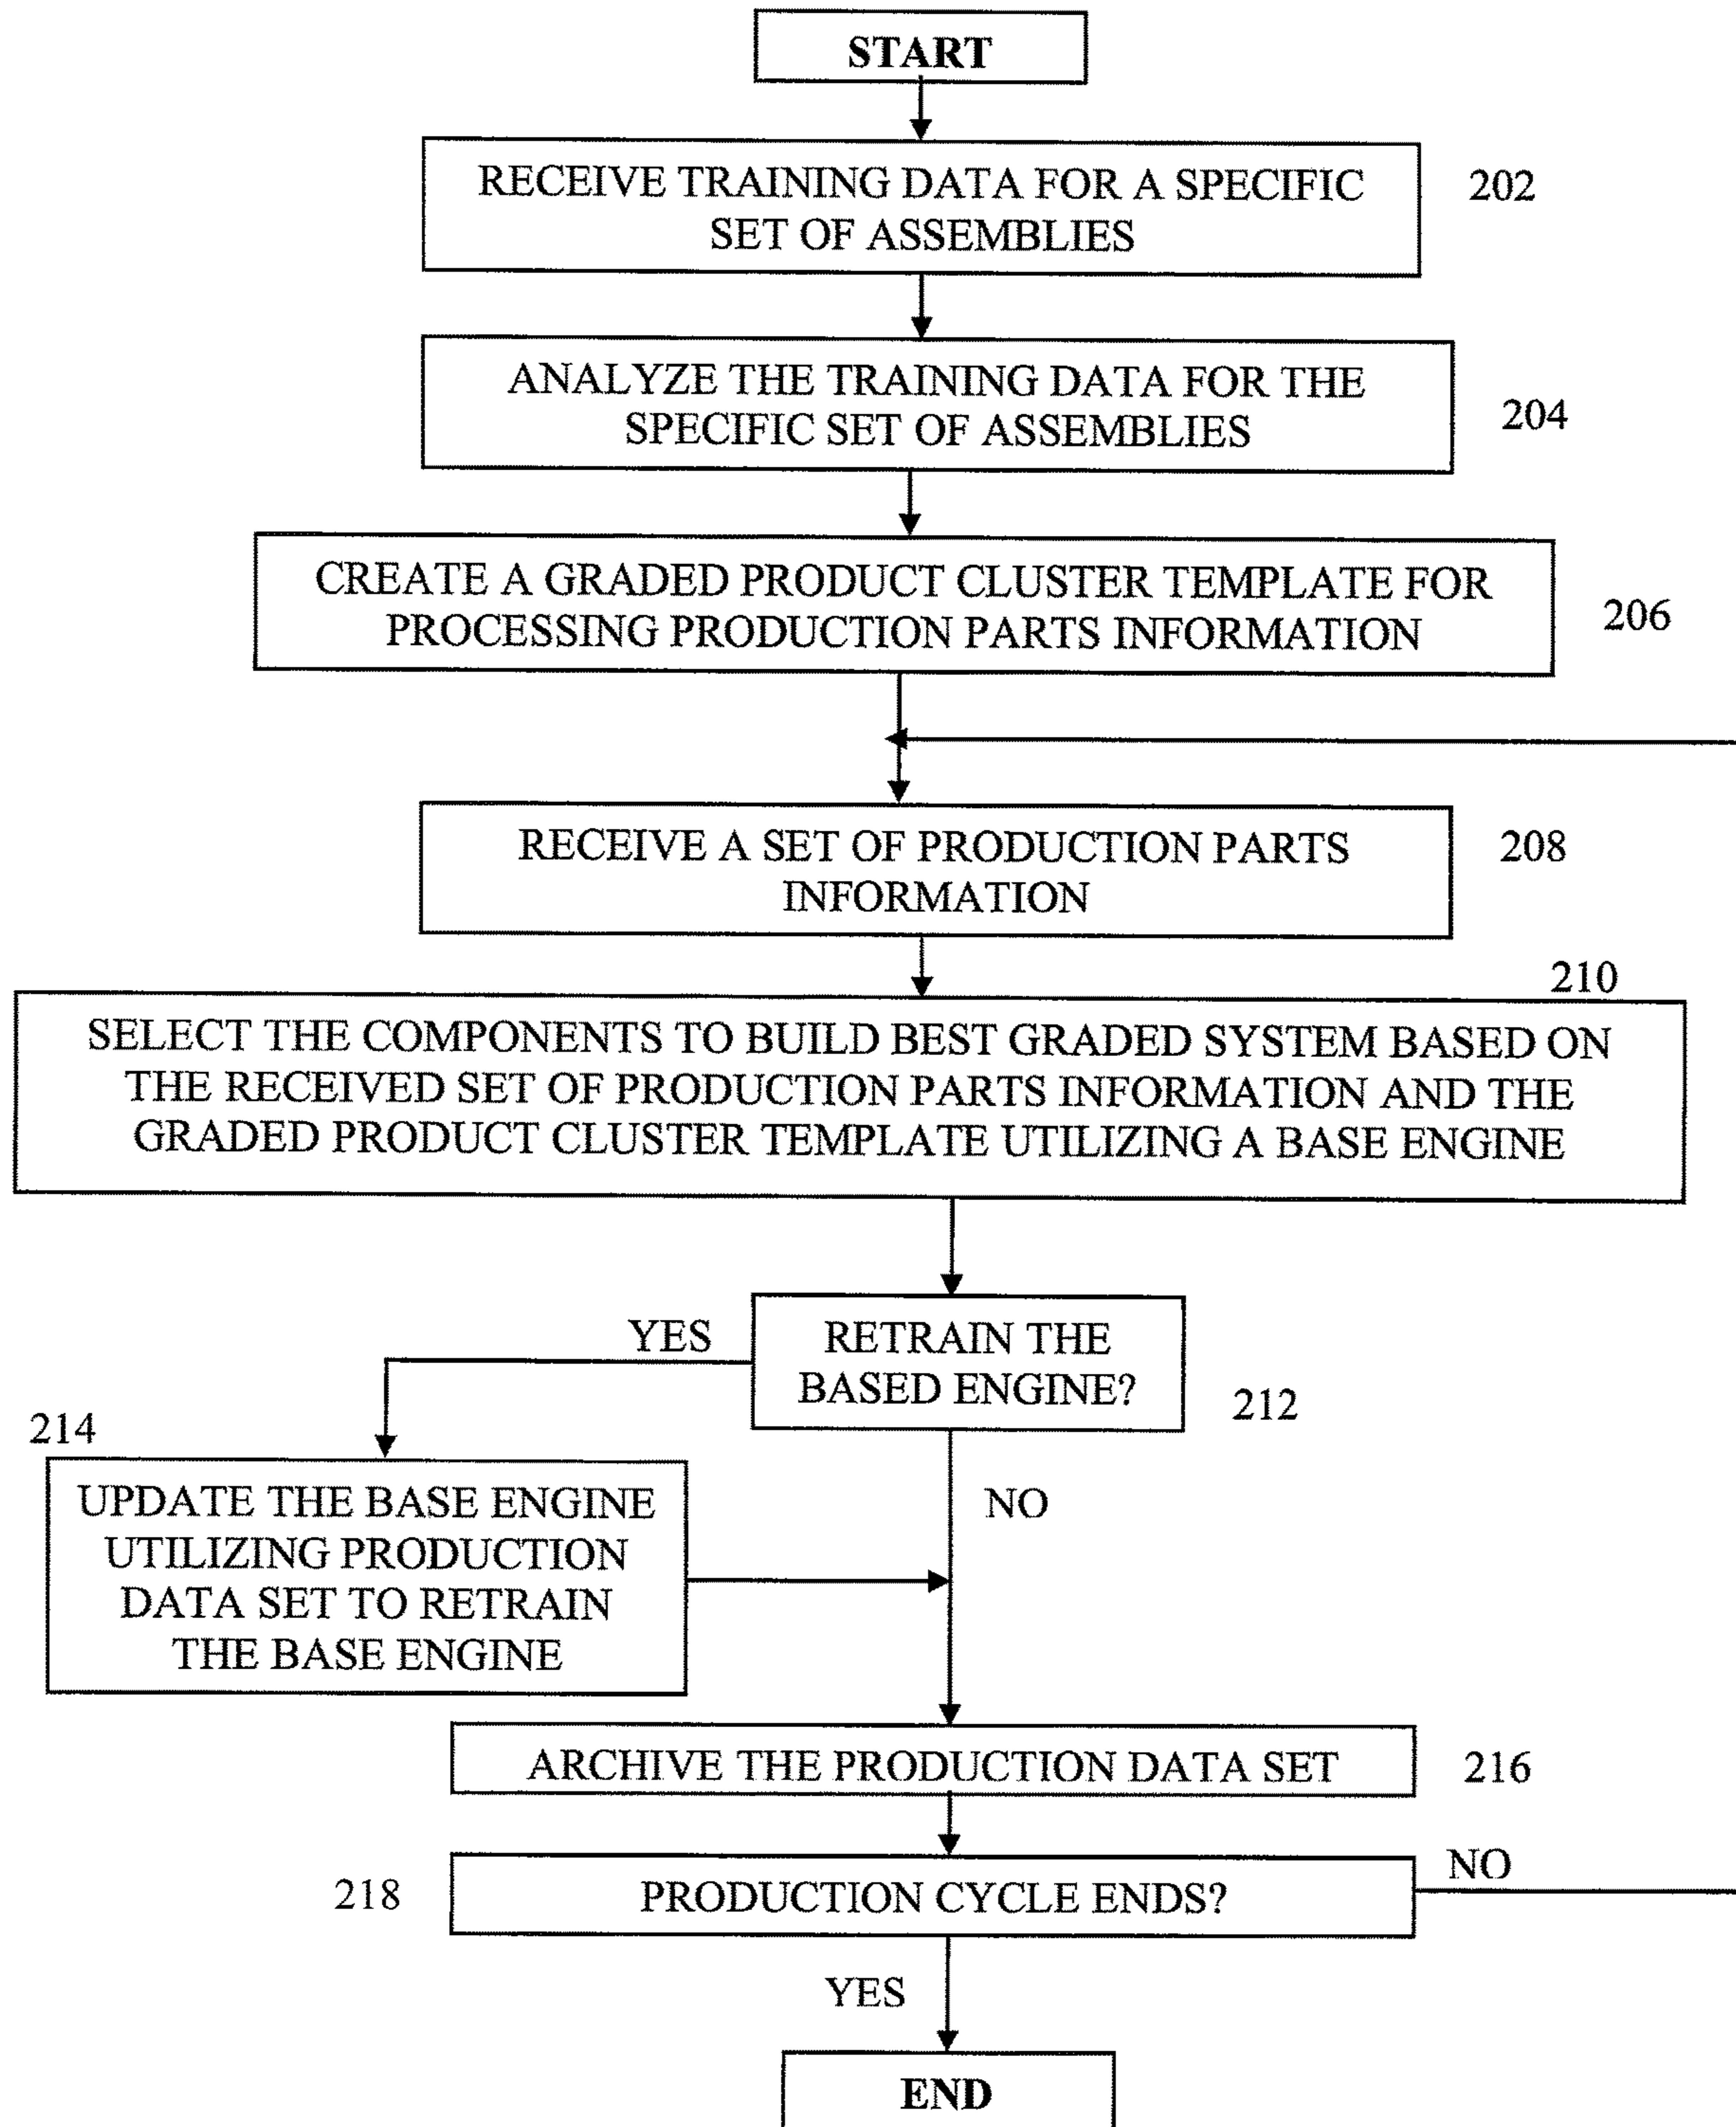 START
RECEIVE TRAINING DATA FOR A SPECIFIC
SET OF ASSEMBLIES
202
ANALYZE THE TRAINING DATA FOR THE
SPECIFIC SET OF ASSEMBLIES
204
CREATE A GRADED PRODUCT CLUSTER TEMPLATE FOR
PROCESSING PRODUCTION PARTS INFORMATION
206
RECEIVE A SET OF PRODUCTION PARTS
INFORMATION
208
210
SELECT THE COMPONENTS TO BUILD BEST GRADED SYSTEM BASED ON
THE RECEIVED SET OF PRODUCTION PARTS INFORMATION AND THE
GRADED PRODUCT CLUSTER TEMPLATE UTILIZING A BASE ENGINE
YES
RETRAIN THE
BASED ENGINE?
212
214
UPDATE THE BASE ENGINE
UTILIZING PRODUCTION
DATA SET TO RETRAIN
THE BASE ENGINE
NO
ARCHIVE THE PRODUCTION DATA SET
216
218
PRODUCTION CYCLE ENDS?
NO
YES
END